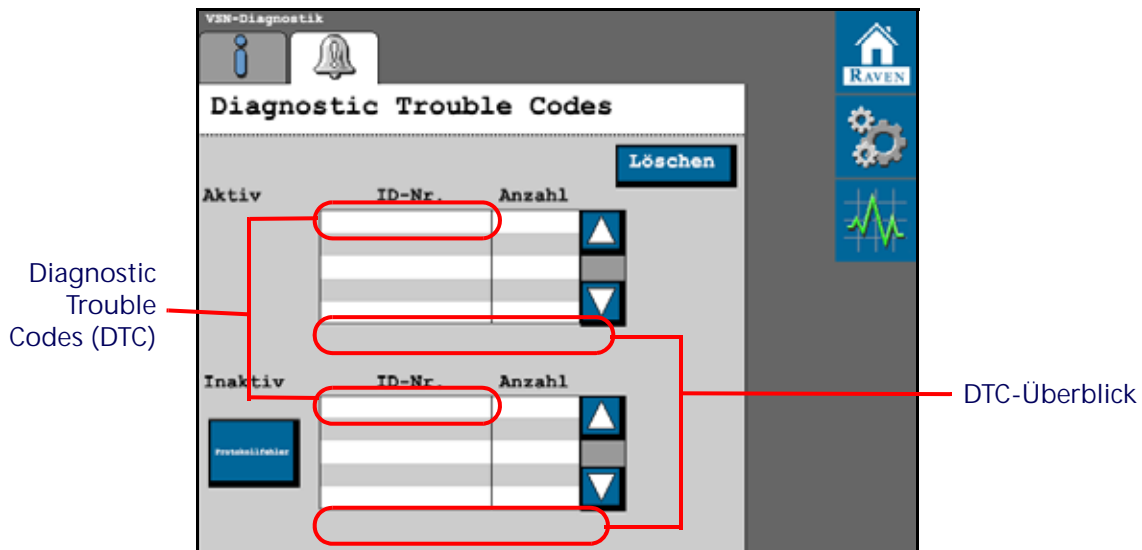 VSN-Diagnostik
RAVEN
Diagnostic Trouble Codes
Löschen
Aktiv ID-Nr. Anzahl
Diagnostic
Trouble
Codes (DTC)
Inaktiv ID-Nr. Anzahl
DTC-Überblick
Protokollfehler